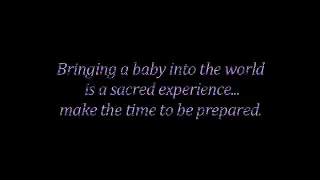 Bringing a baby into the world
is a sacred experience...
make the time to be prepared.